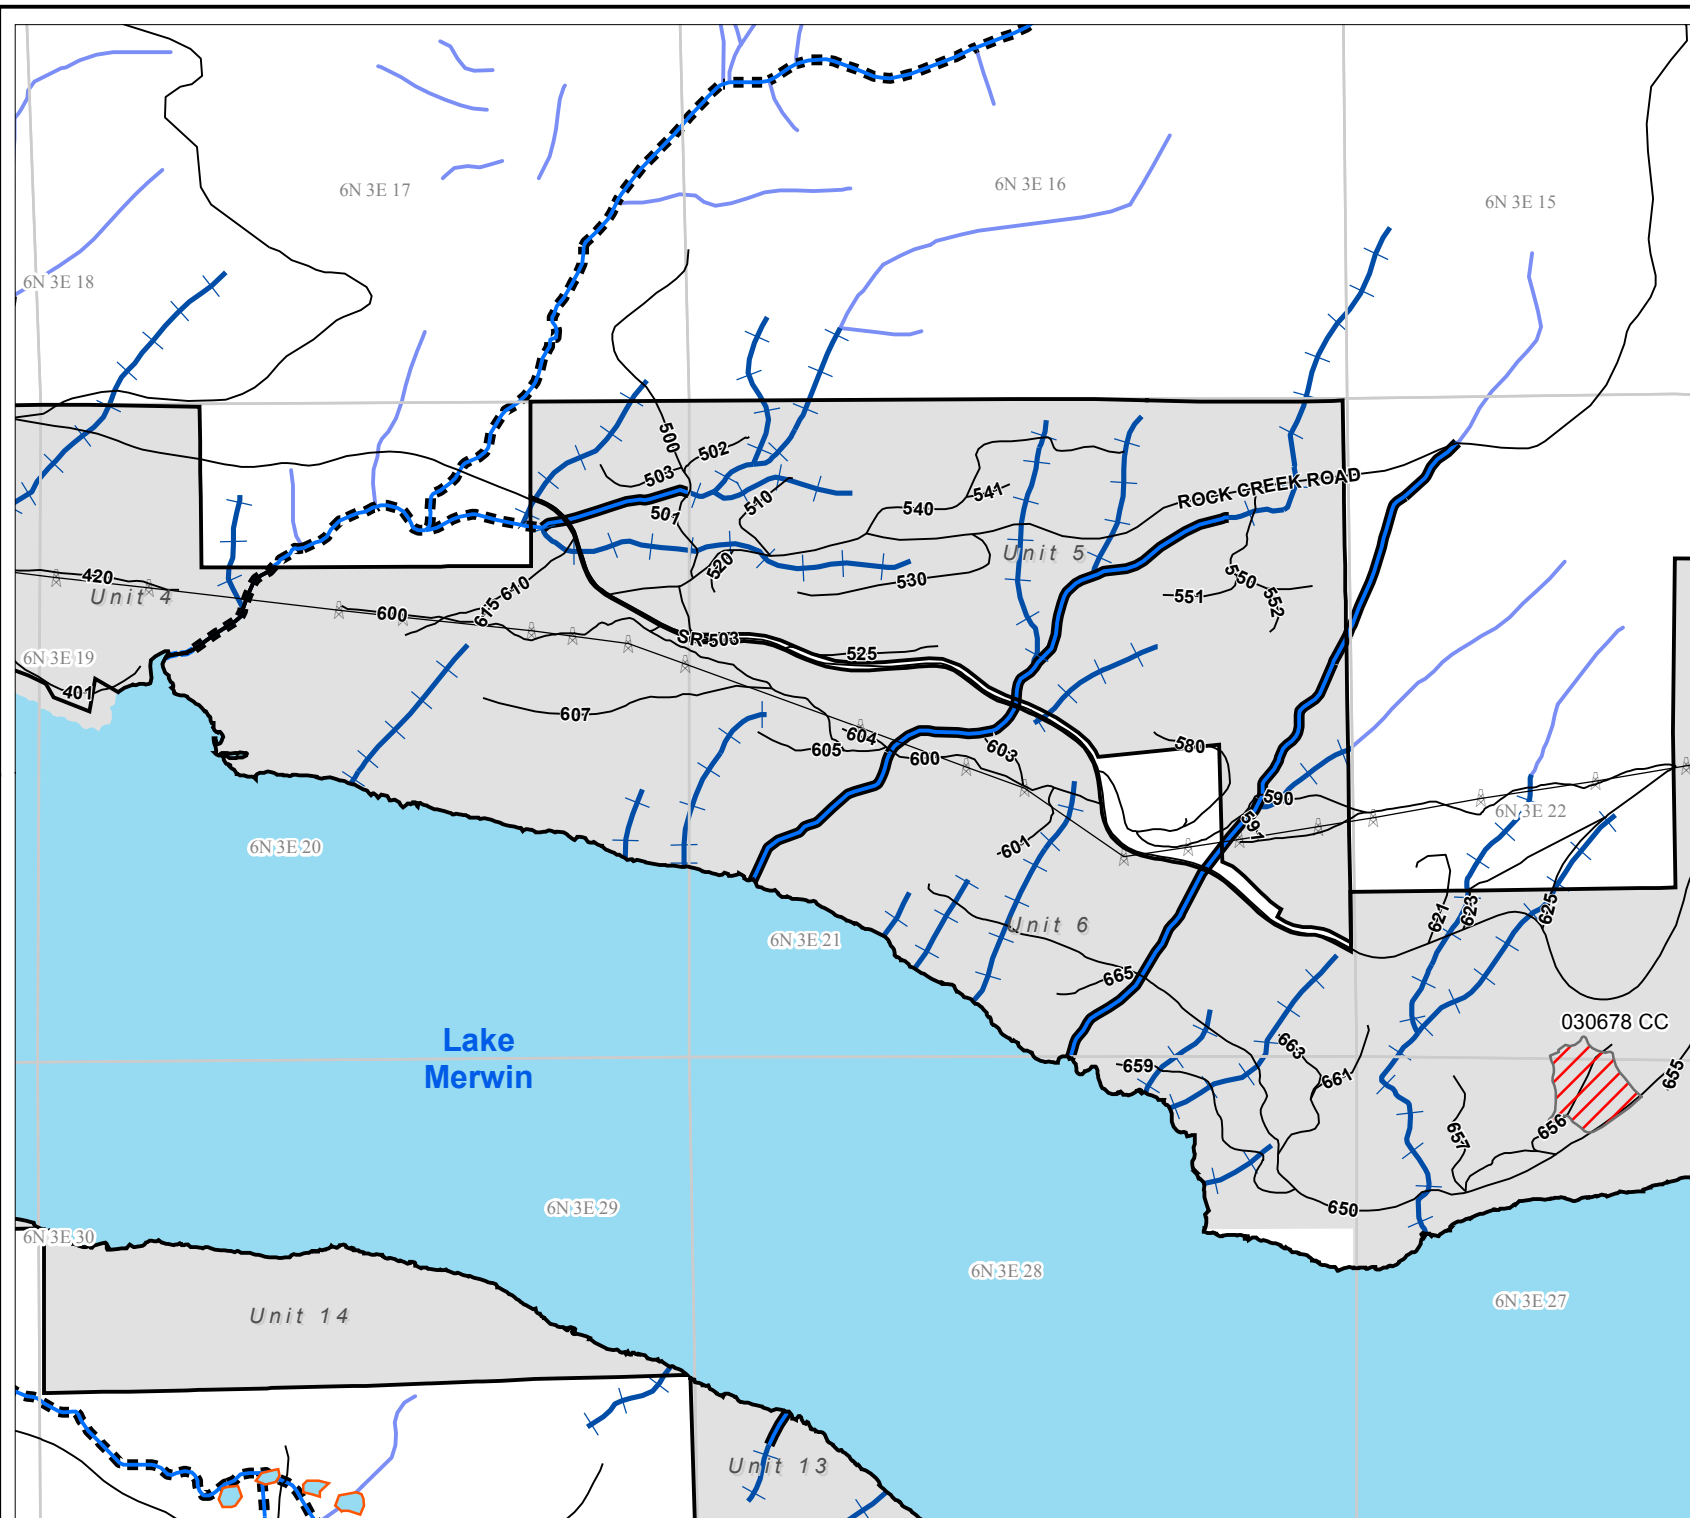 6N 3E 17
6N 3E 16
6N 3E 15
6N 3E 18
500
502
503
501
510
540
541
ROCK CREEK ROAD
Unit 5
520
530
550
551
552
420
Unit 4
600
615
610
SR 503
525
6N 3E 19
401
607
605
604
600
603
580
590
591
6N 3E 22
601
6N 3E 20
6N 3E 21
Unit 6
621
623
625
665
030678 CC
Lake
Merwin
659
663
661
655
656
657
650
6N 3E 29
6N 3E 30
6N 3E 28
6N 3E 27
Unit 14
Unit 13